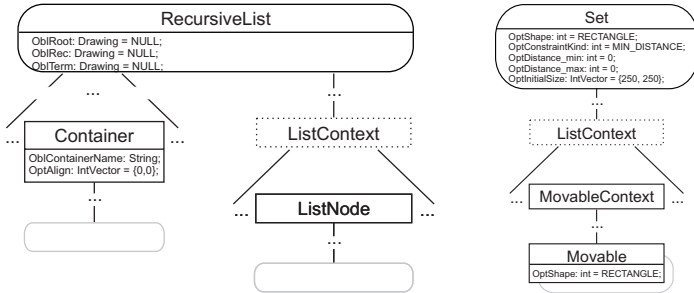 RecursiveList
OblRoot: Drawing = NULL;
OblRec: Drawing = NULL;
OblTerm: Drawing = NULL;
...
...
...
Container
...
OblContainerName: String;
OptAlign: IntVector = {0,0};
...
ListContext
...
...
ListNode
...
...
Set
OptShape: int = RECTANGLE;
OptConstraintKind: int = MIN_DISTANCE;
OptDistance_min: int = 0;
OptDistance_max: int = 0;
OptInitialSize: IntVector = {250, 250};
...
ListContext
...
...
MovableContext
...
...
Movable
OptShape: int = RECTANGLE;